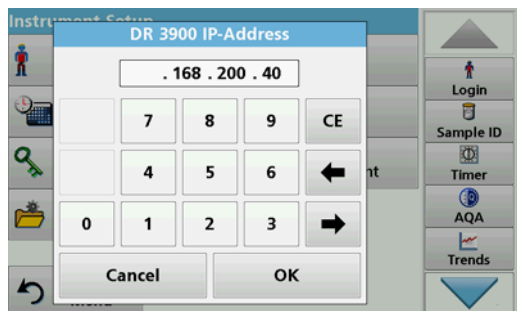 Instrument Setup
DR 3900 IP-Address
. 168 . 200 . 40
7 8 9 CE
4 5 6
0 1 2 3
Cancel OK
Login
Sample ID
Timer
AQA
Trends